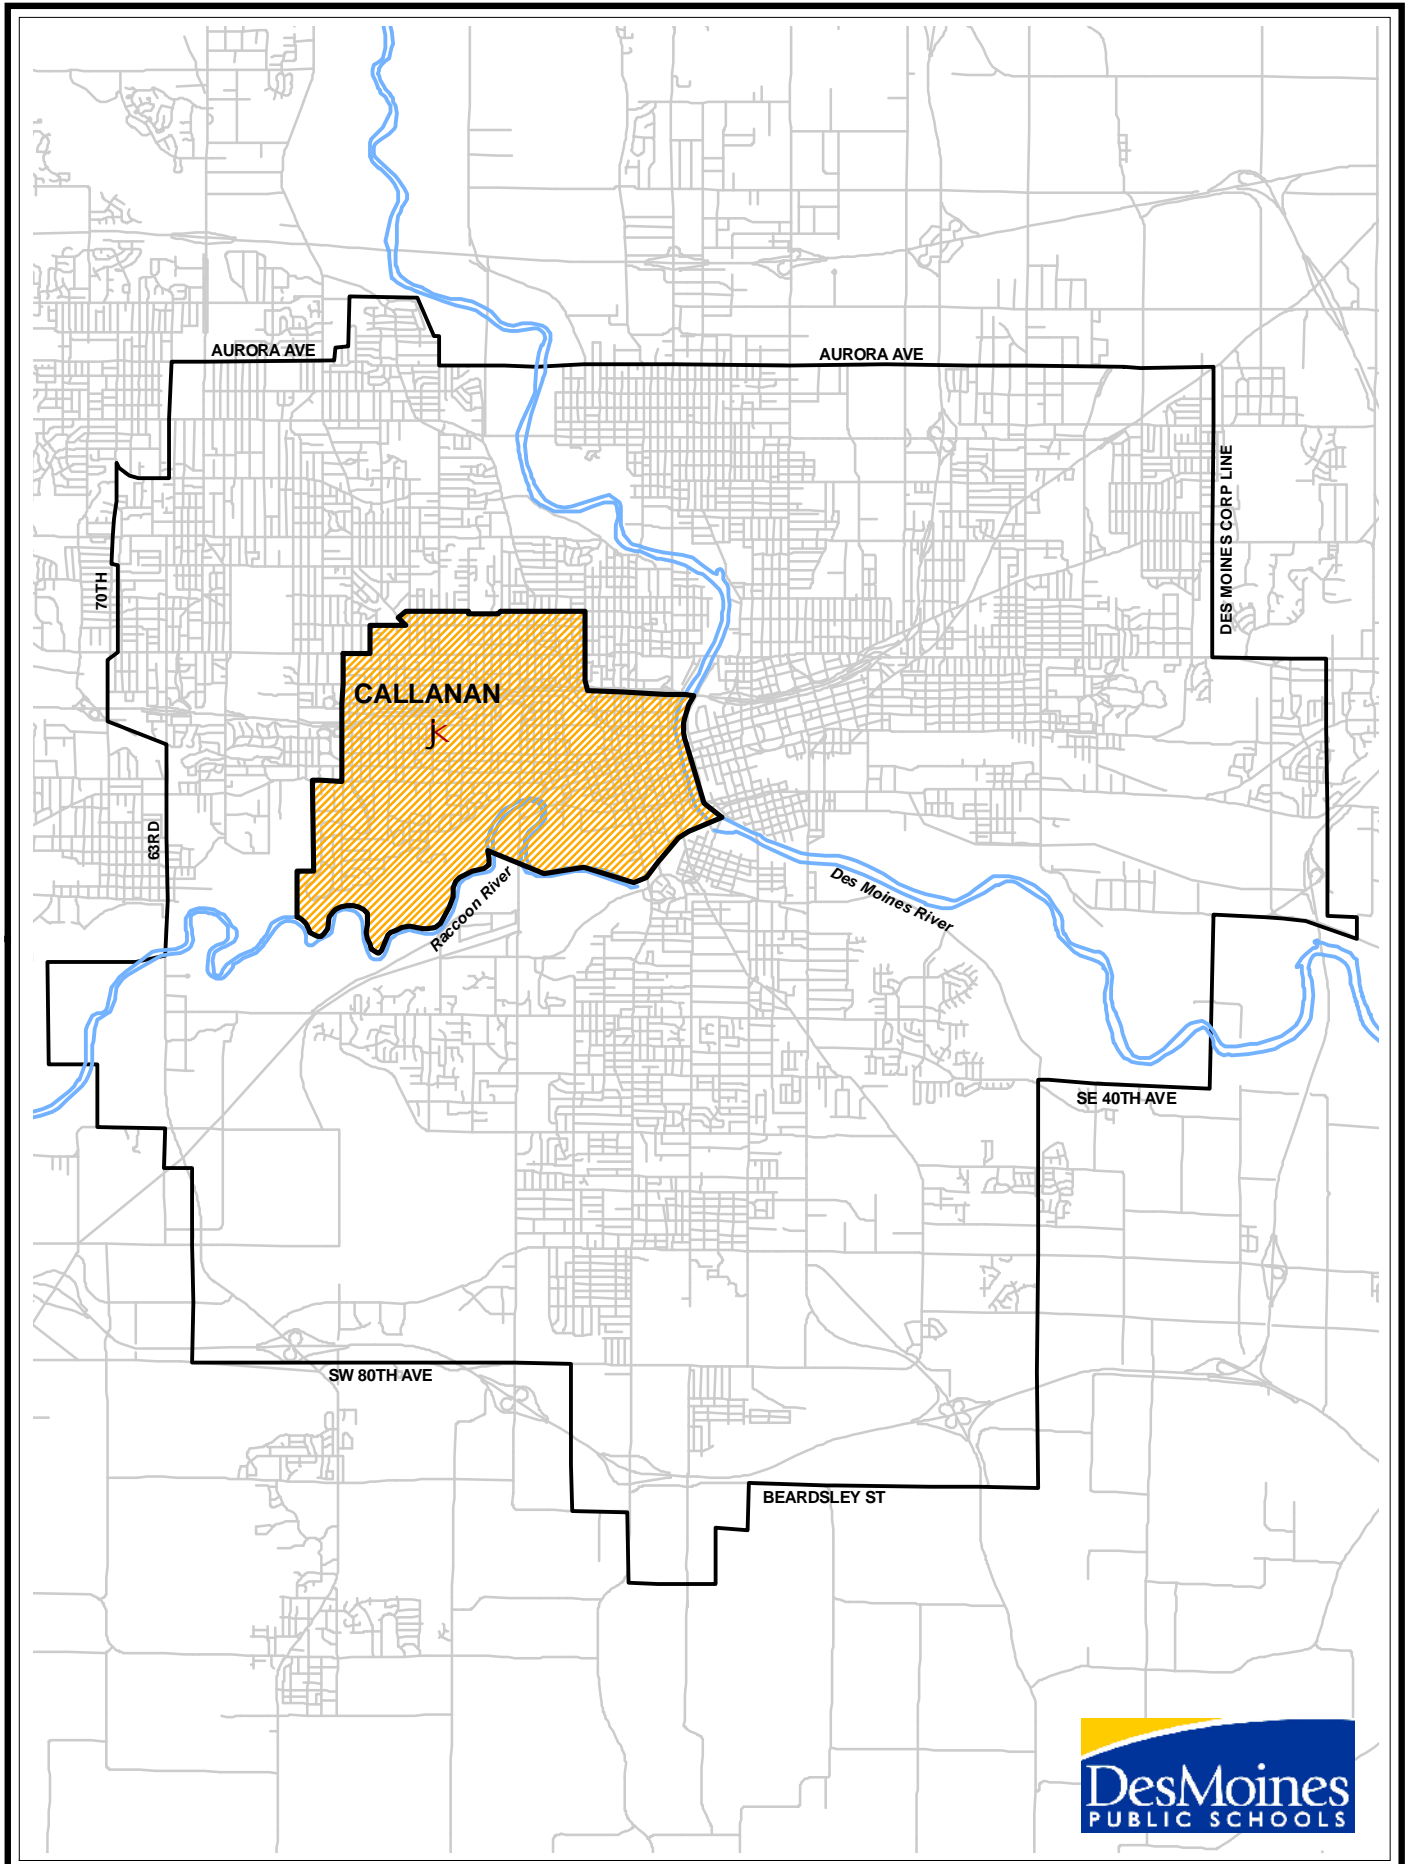 AURORA AVE
AURORA AVE
DES MOINES CORP LINE
70TH
CALLANAN
63RD
Raccoon River
Des Moines River
SE 40TH AVE
SW 80TH AVE
BEARDSLEY ST
DesMoines
PUBLIC SCHOOLS